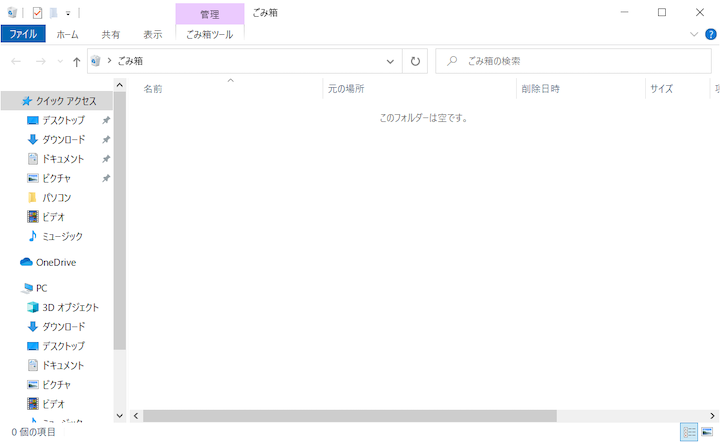 管理
ごみ箱
ファイル
ホーム
共有
表示
ごみ箱ツール
ごみ箱
ごみ箱の検索
名前
元の場所
削除日時
サイズ
このフォルダーは空です。
クイック アクセス
デスクトップ
ダウンロード
ドキュメント
ピクチャ
パソコン
ビデオ
ミュージック
OneDrive
PC
3D オブジェクト
ダウンロード
デスクトップ
ドキュメント
ピクチャ
ビデオ
0 個の項目